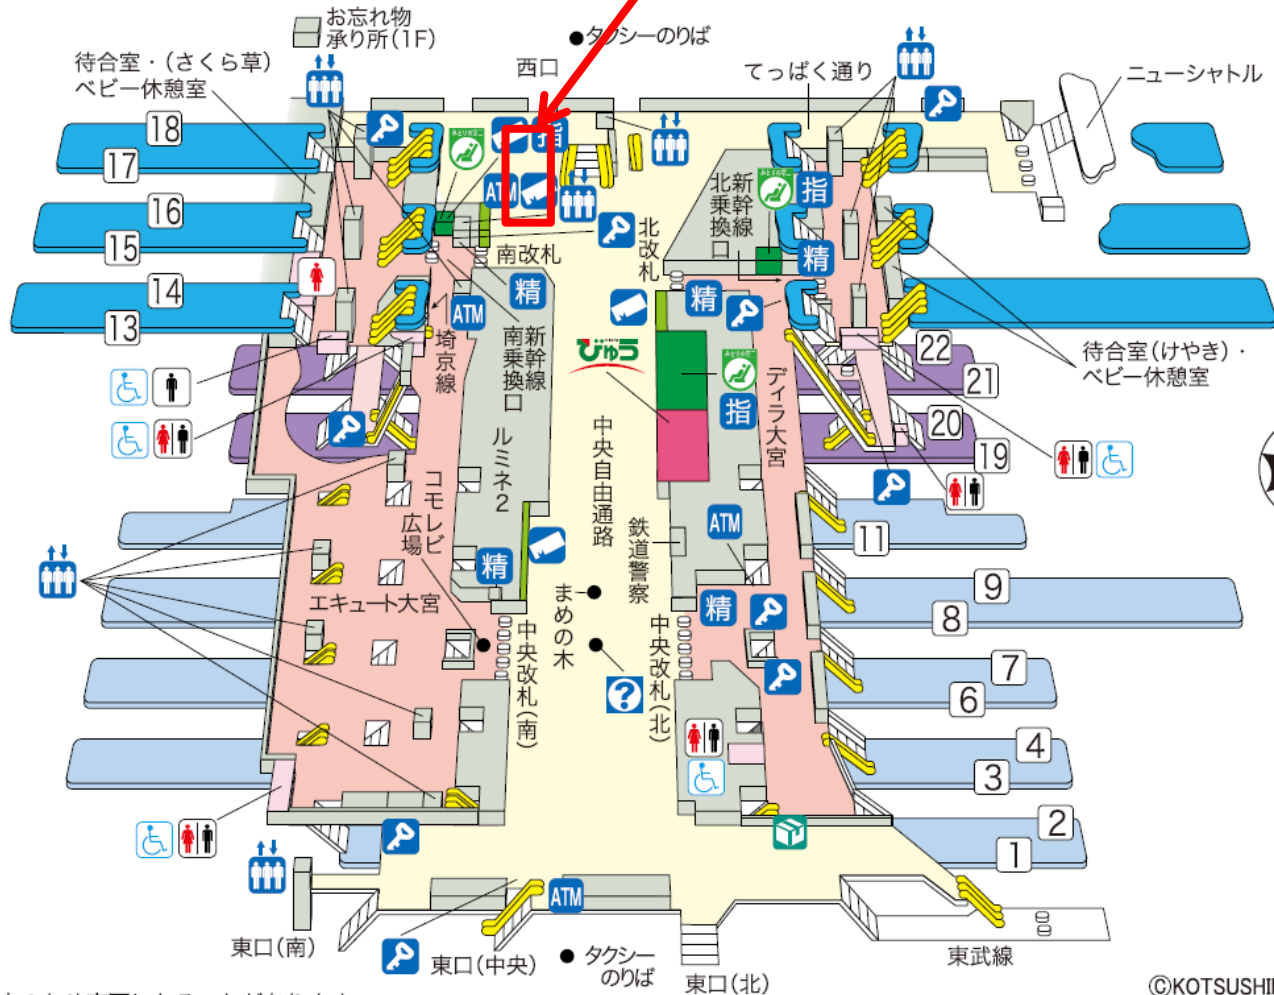 お忘れ物
承り所(1F)
●タクシーのりば
待合室・(さくら草)
ベビー休憩室
西口
てっぱく通り
ニューシャトル
18
17
16
15
14
13
指
ATM
南改札
精
ATM
埼京線
新幹線
南乗換口
北改札
新幹線
北乗換口
指
精
精
びゅう
指
ディラ大宮
22
21
20
19
待合室(けやき)・
ベビー休憩室
ルミネ2
コモレビ
広場
中央自由通路
鉄道警察
ATM
精
精
エキュート大宮
まめの木
中央改札(南)
中央改札(北)
?
11
9
8
7
6
4
3
2
1
ATM
東口(南)
東口(中央)
●タクシー
のりば
東口(北)
東武線